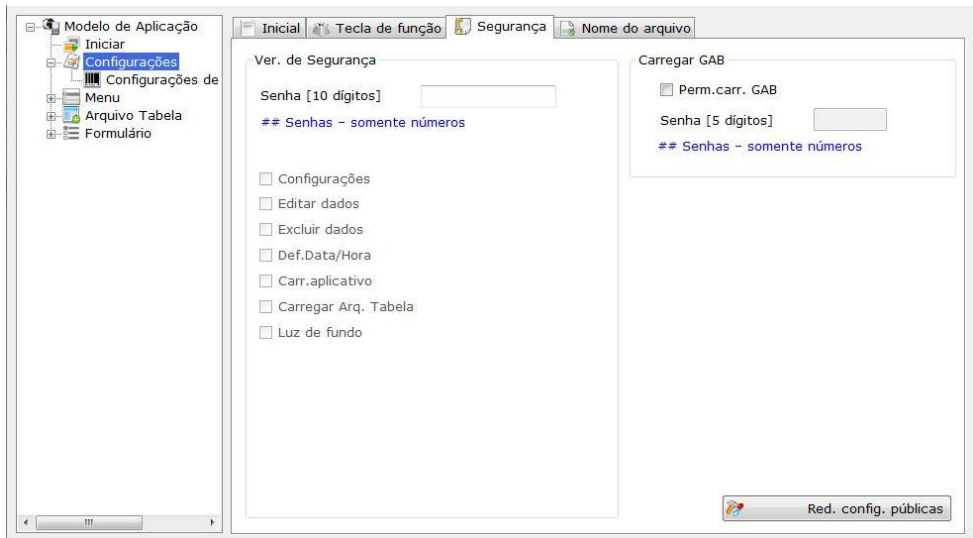 Modelo de Aplicação
Iniciar
Configurações
Configurações de
Menu
Arquivo Tabela
Formulário
Inicial
Tecla de função
Segurança
Nome do arquivo
Ver. de Segurança
Senha [10 dígitos]
## Senhas - somente números
Configurações
Editar dados
Excluir dados
Def.Data/Hora
Carr.aplicativo
Carregar Arq. Tabela
Luz de fundo
Carregar GAB
Perm.carr. GAB
Senha [5 dígitos]
## Senhas - somente números
Red. config. públicas